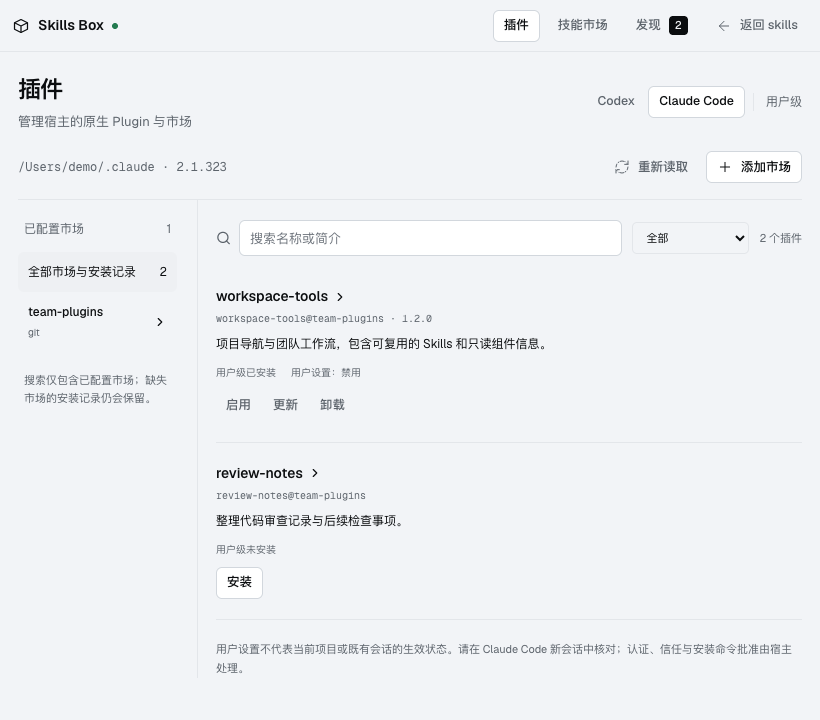 Skills Box
插件
技能市场
发现 2
返回 skills
插件
管理宿主的原生 Plugin 与市场
Codex
Claude Code
用户级
/Users/demo/.claude · 2.1.323
重新读取
添加市场
已配置市场 1
全部市场与安装记录 2
team-plugins
git
搜索仅包含已配置市场；缺失
市场的安装记录仍会保留。
搜索名称或简介
全部
2 个插件
workspace-tools
workspace-tools@team-plugins · 1.2.0
项目导航与团队工作流，包含可复用的 Skills 和只读组件信息。
用户级已安装 用户设置：禁用
启用 更新 卸载
review-notes
review-notes@team-plugins
整理代码审查记录与后续检查事项。
用户级未安装
安装
用户设置不代表当前项目或既有会话的生效状态。请在 Claude Code 新会话中核对；认证、信任与安装命令批准由宿主
处理。